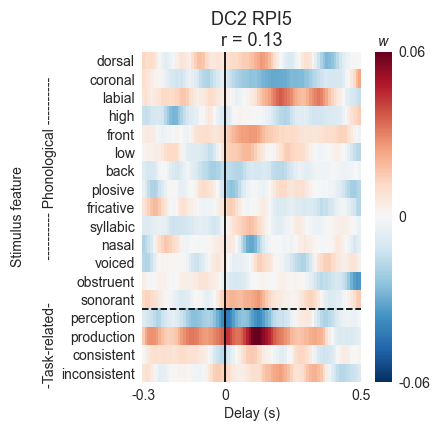 DC2 RPI5
r = 0.13
w
0.06
0
-0.06
Stimulus feature
---------- Phonological ----------
-Task-related-
dorsal
coronal
labial
high
front
low
back
plosive
fricative
syllabic
nasal
voiced
obstruent
sonorant
perception
production
consistent
inconsistent
-0.3
0
0.5
Delay (s)